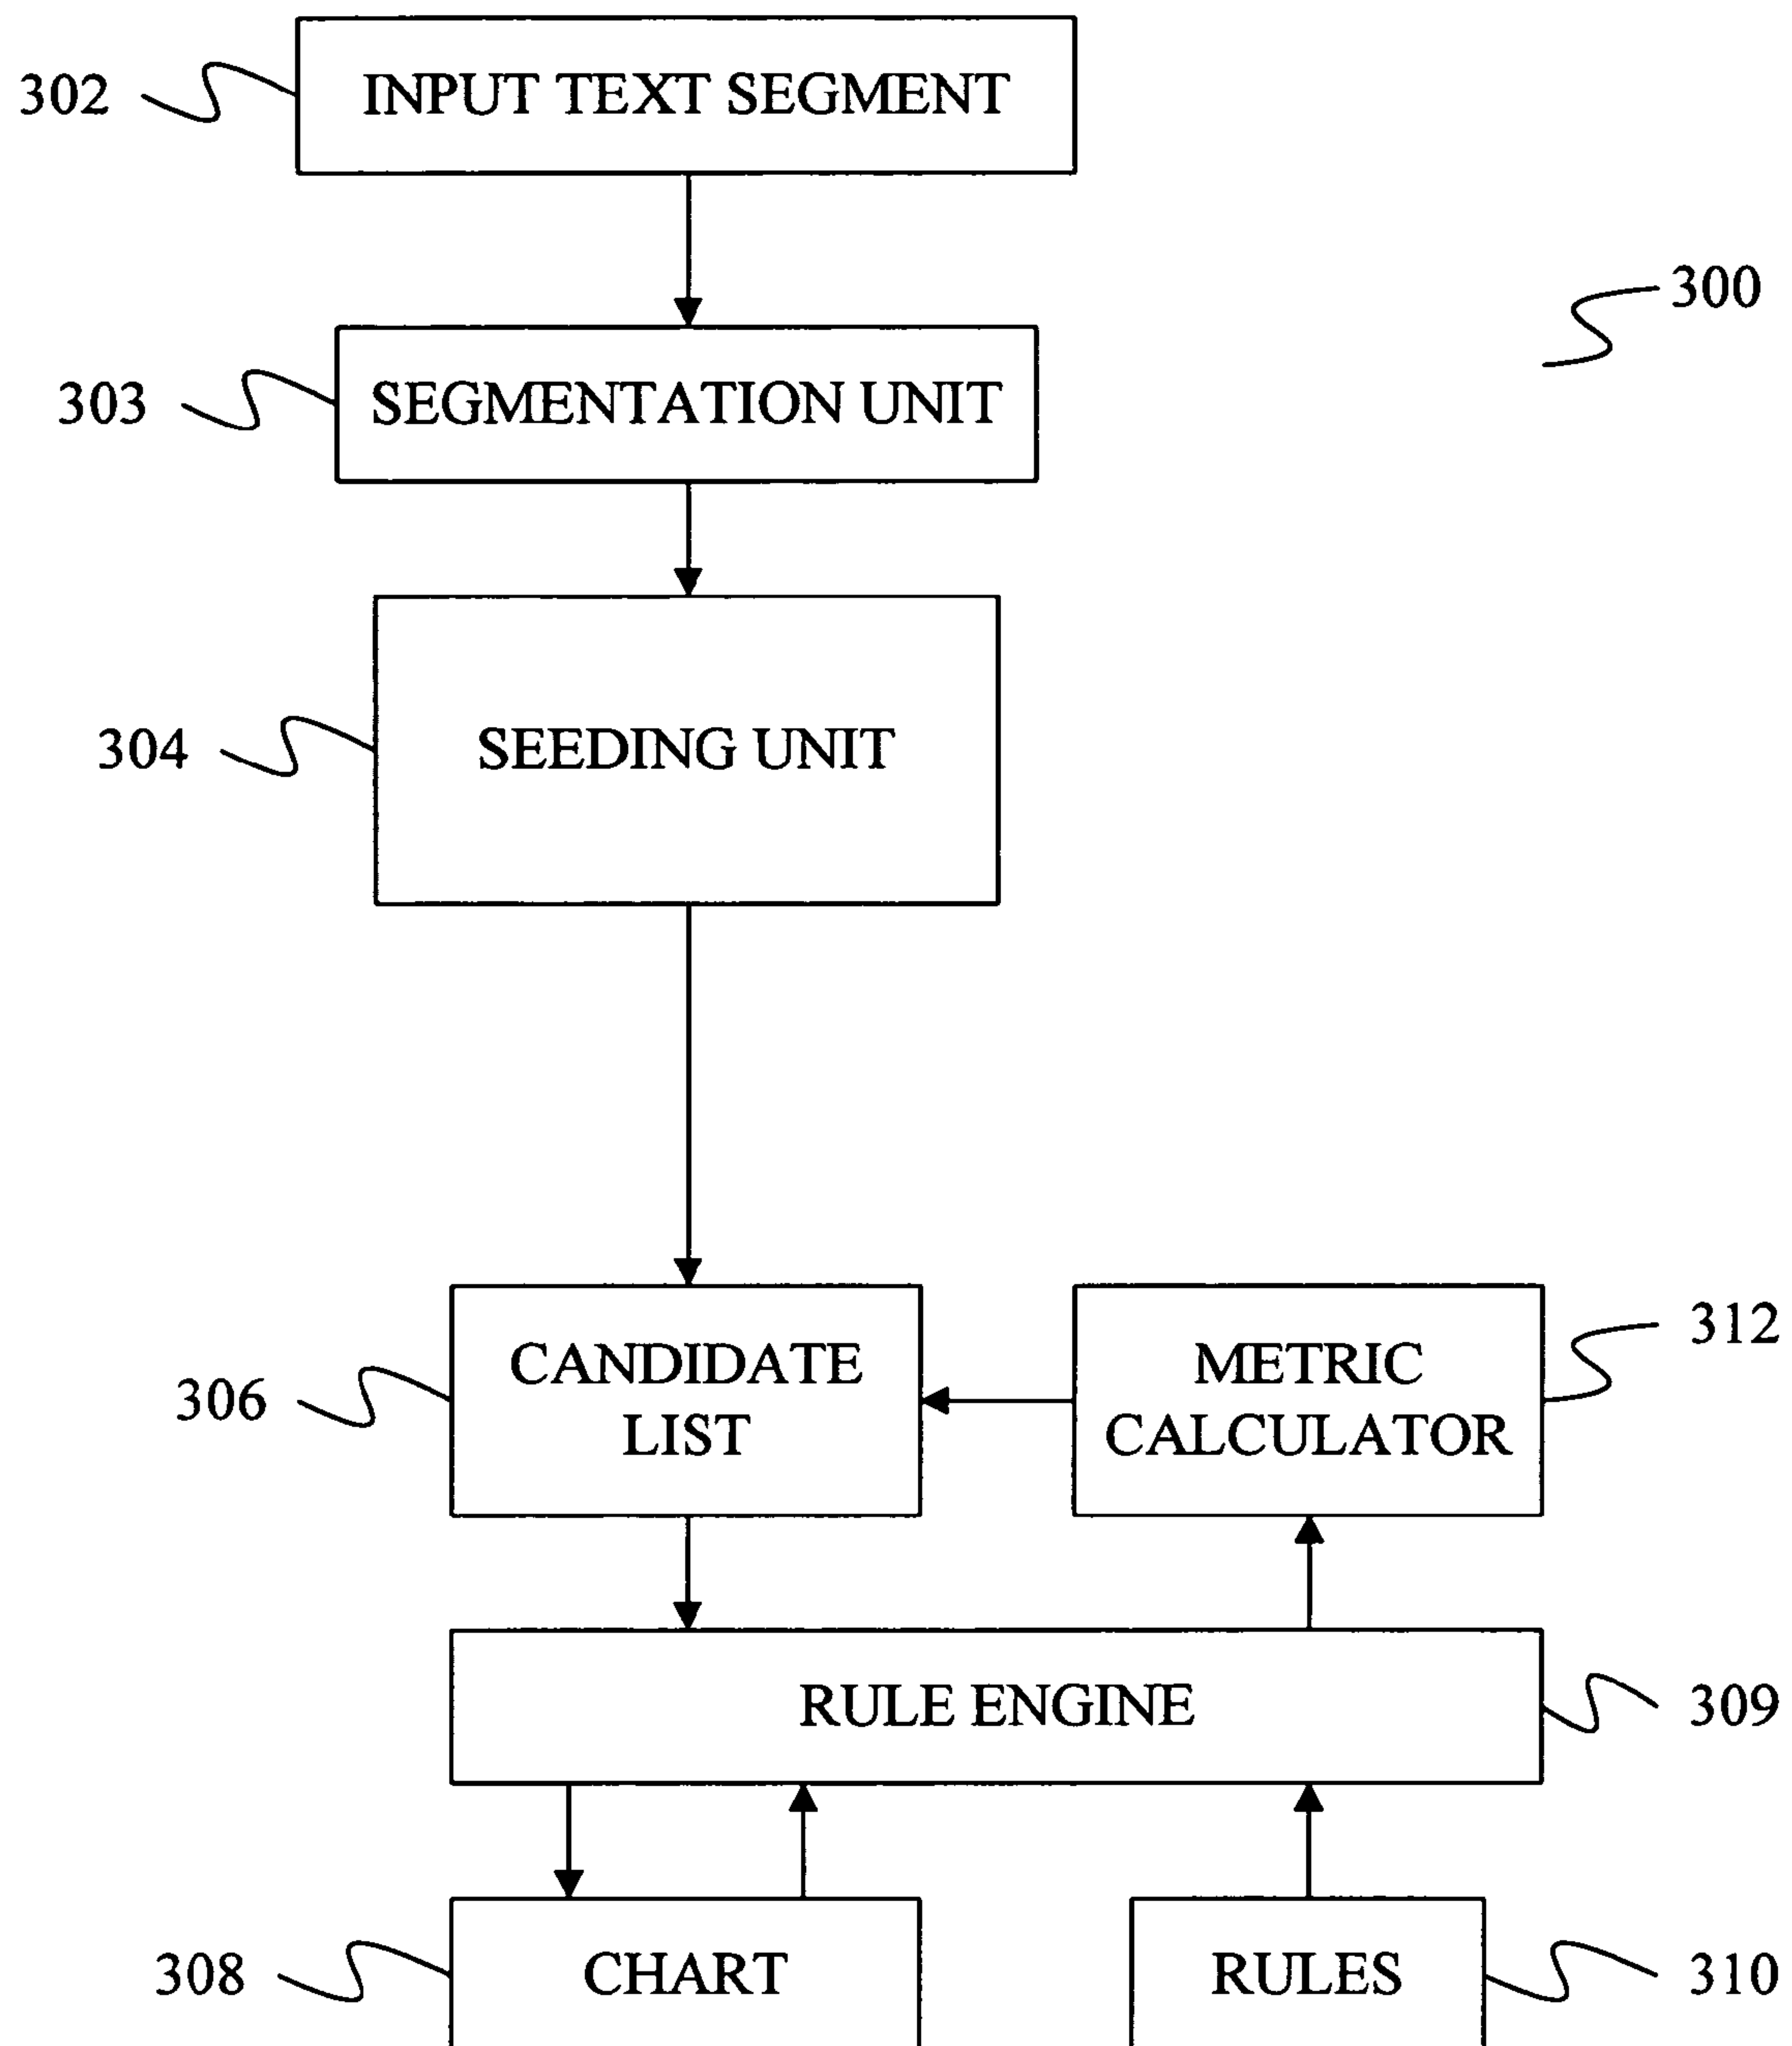 302
INPUT TEXT SEGMENT
300
303
SEGMENTATION UNIT
304
SEEDING UNIT
306
CANDIDATE
LIST
METRIC
CALCULATOR
312
RULE ENGINE
309
308
CHART
RULES
310